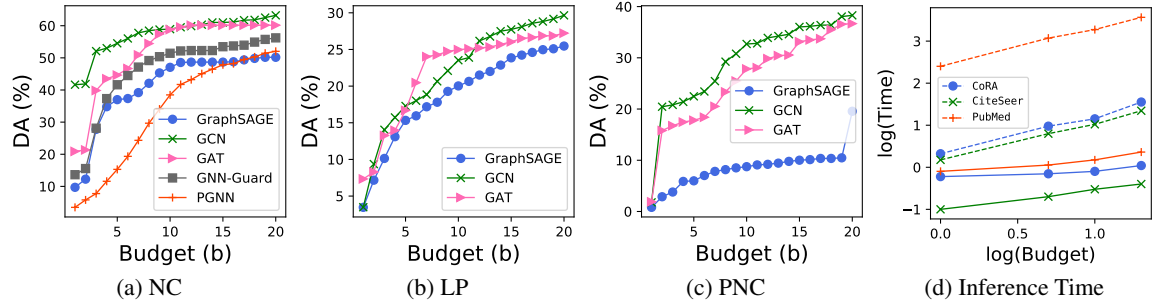 DA (%)
60
50
40
30
20
10
5
10
15
20
Budget (b)
GraphSAGE
GCN
GAT
GNN-Guard
PGNN
(a) NC
DA (%)
30
25
20
15
10
5
5
10
15
20
Budget (b)
GraphSAGE
GCN
GAT
(b) LP
DA (%)
40
30
20
10
0
5
10
15
20
Budget (b)
GraphSAGE
GCN
GAT
(c) PNC
log(Time)
3
2
1
0
−1
0.0
0.5
1.0
log(Budget)
CoRA
CiteSeer
PubMed
(d) Inference Time